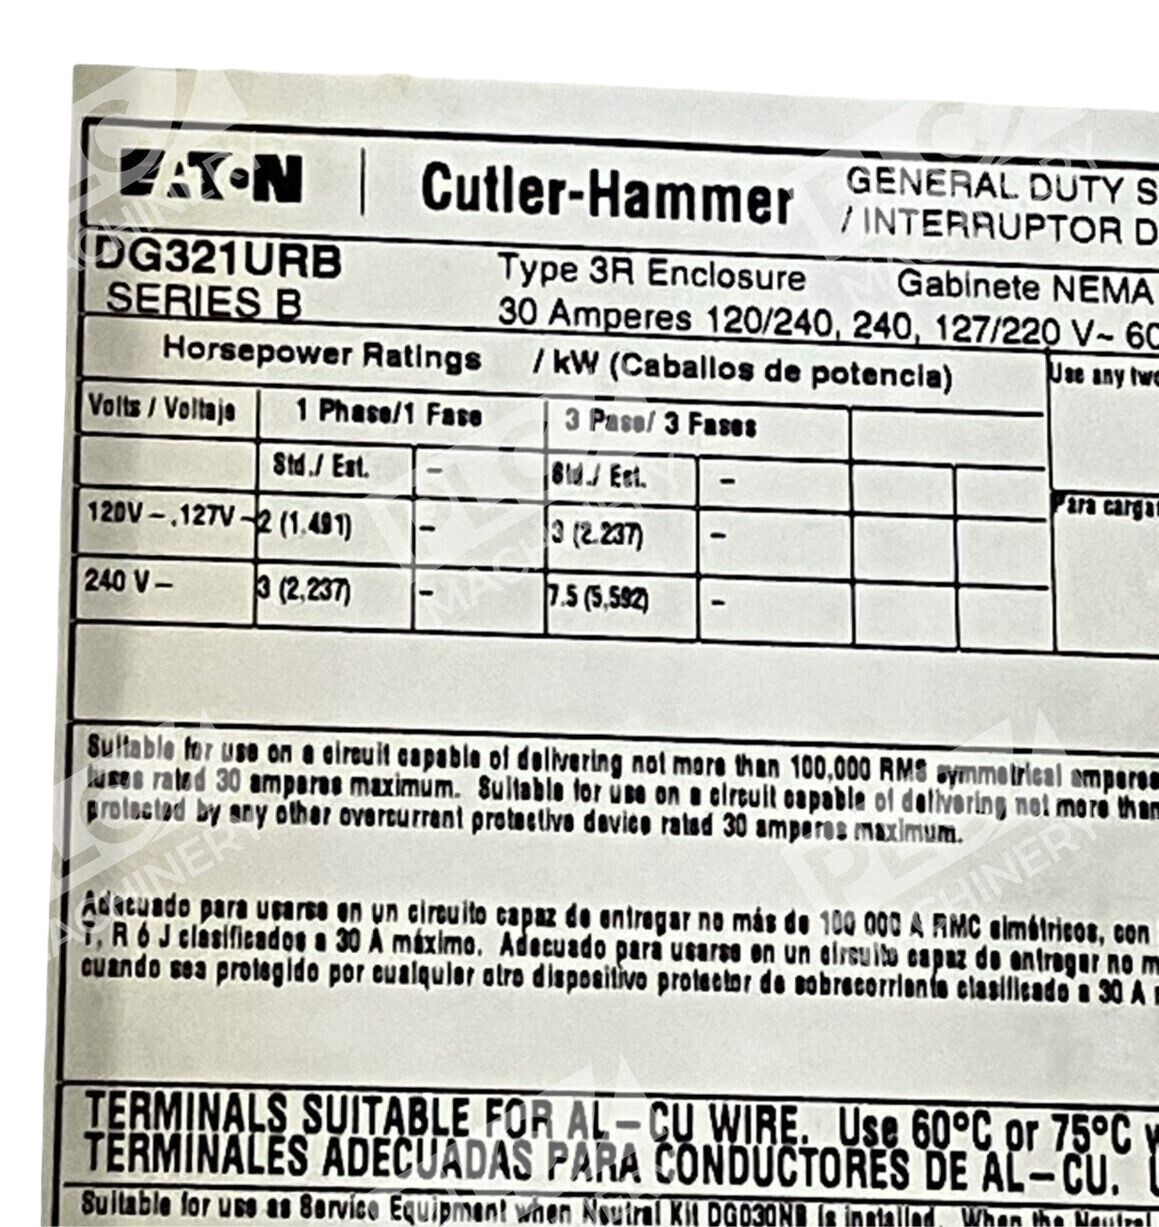 EATON | Cutler-Hammer GENERAL DUTY S
/ INTERRUPTOR D
DG321URB Type 3R Enclosure Gabinete NEMA
SERIES B 30 Amperes 120/240, 240, 127/220 V~ 60
Horsepower Ratings / kW (Caballos de potencia)
Use any two
Volts / Voltaje 1 Phase/1 Fase 3 Pase/ 3 Fases
Std./ Est. – Std./ Est. –
120V –.127V – 2 (1.491) – 3 (2.237) –
Para cargas
240 V – 3 (2,237) – 7.5 (5,592) –
Suitable for use on a circuit capable of delivering not more than 100,000 RMS symmetrical amperes
fuses rated 30 amperes maximum. Suitable for use on a circuit capable of delivering not more than
protected by any other overcurrent protective device rated 30 amperes maximum.
Adecuado para usarse en un circuito capaz de entregar no más de 100 000 A RMC simétricos, con
T, R ó J clasificados a 30 A máximo. Adecuado para usarse en un circuito capaz de entregar no m
cuando sea protegido por cualquier otro dispositivo protector de sobrecorriente clasificado a 30 A
TERMINALS SUITABLE FOR AL–CU WIRE. Use 60°C or 75°C w
TERMINALES ADECUADAS PARA CONDUCTORES DE AL–CU. U
Suitable for use as Service Equipment when Neutral Kit DG030NB is installed. When the Neutral
PLC MACHINERY